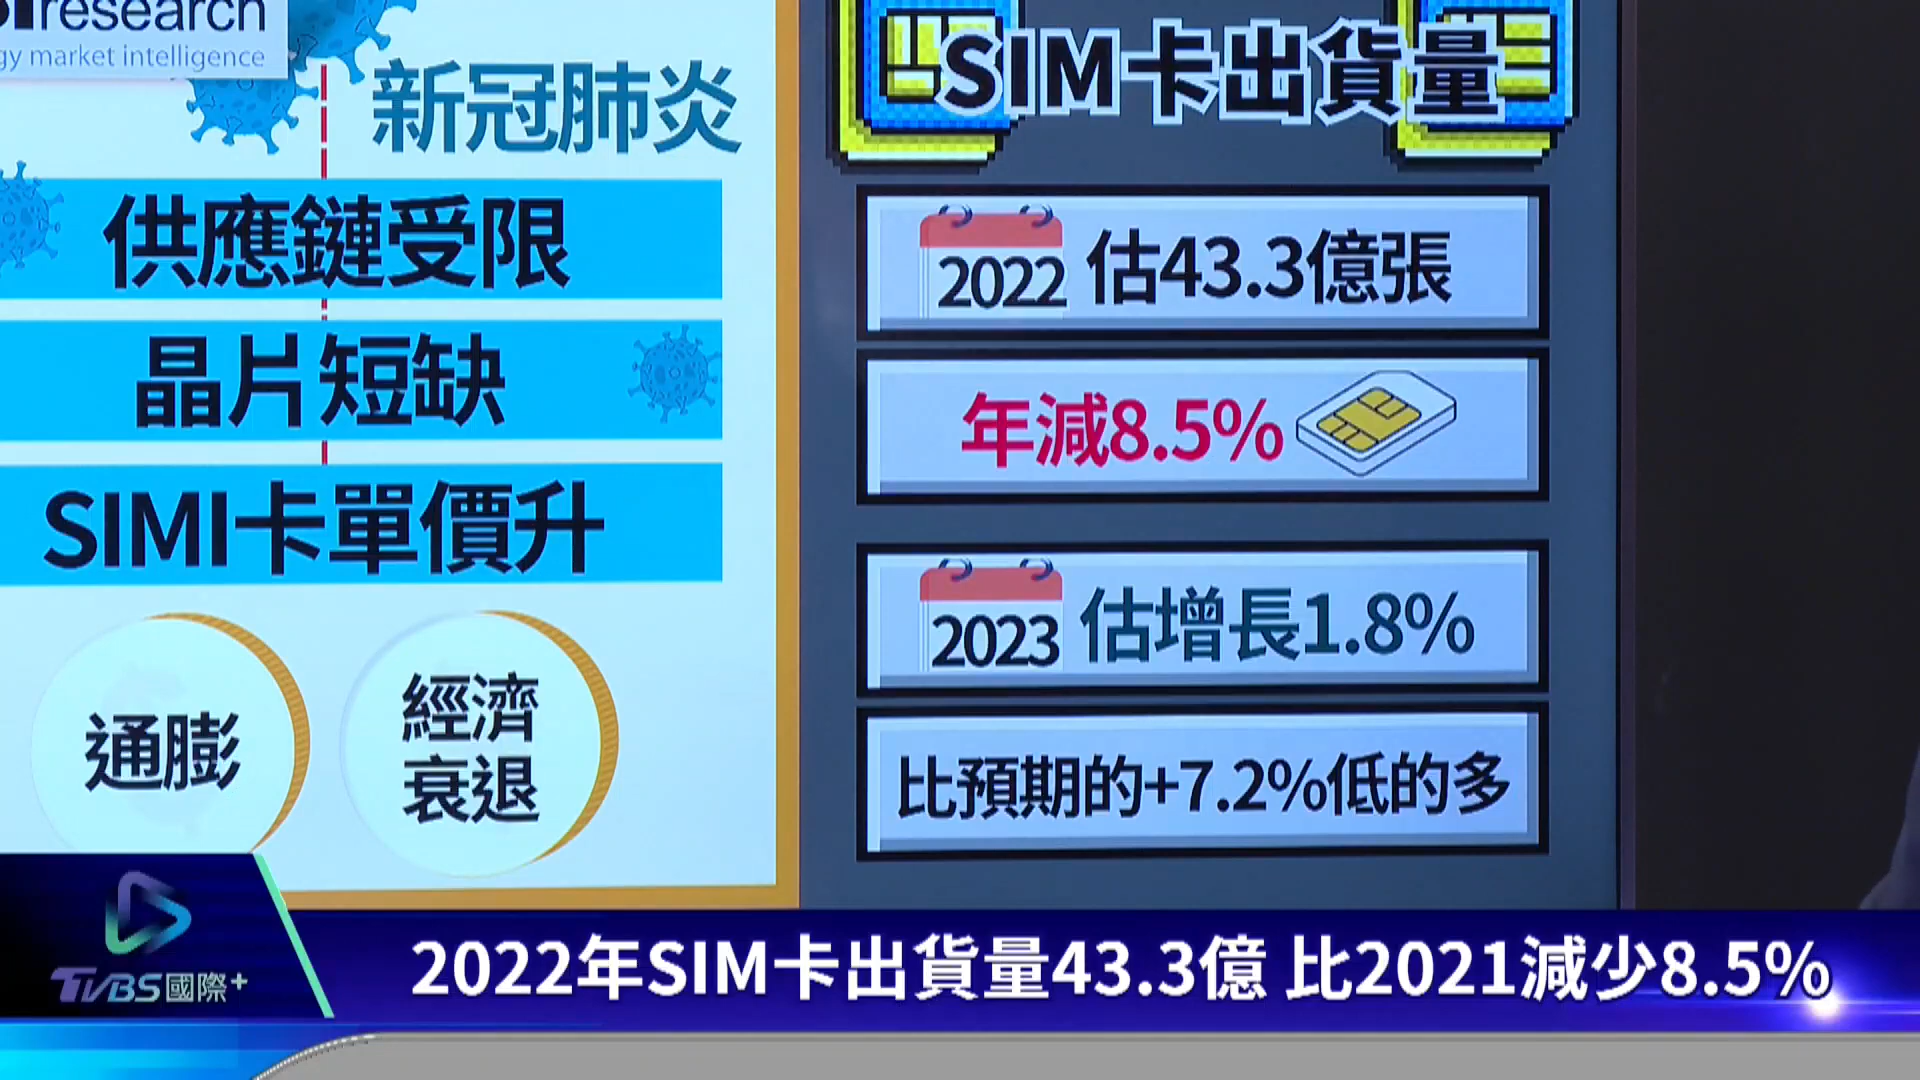 research
gy market intelligence
新冠肺炎
供應鏈受限
晶片短缺
SIMI卡單價升
通膨
經濟
衰退
SIM卡出貨量
2022 估43.3億張
年減8.5%
2023 估增長1.8%
比預期的+7.2%低的多
TVBS國際+
2022年SIM卡出貨量43.3億 比2021減少8.5%